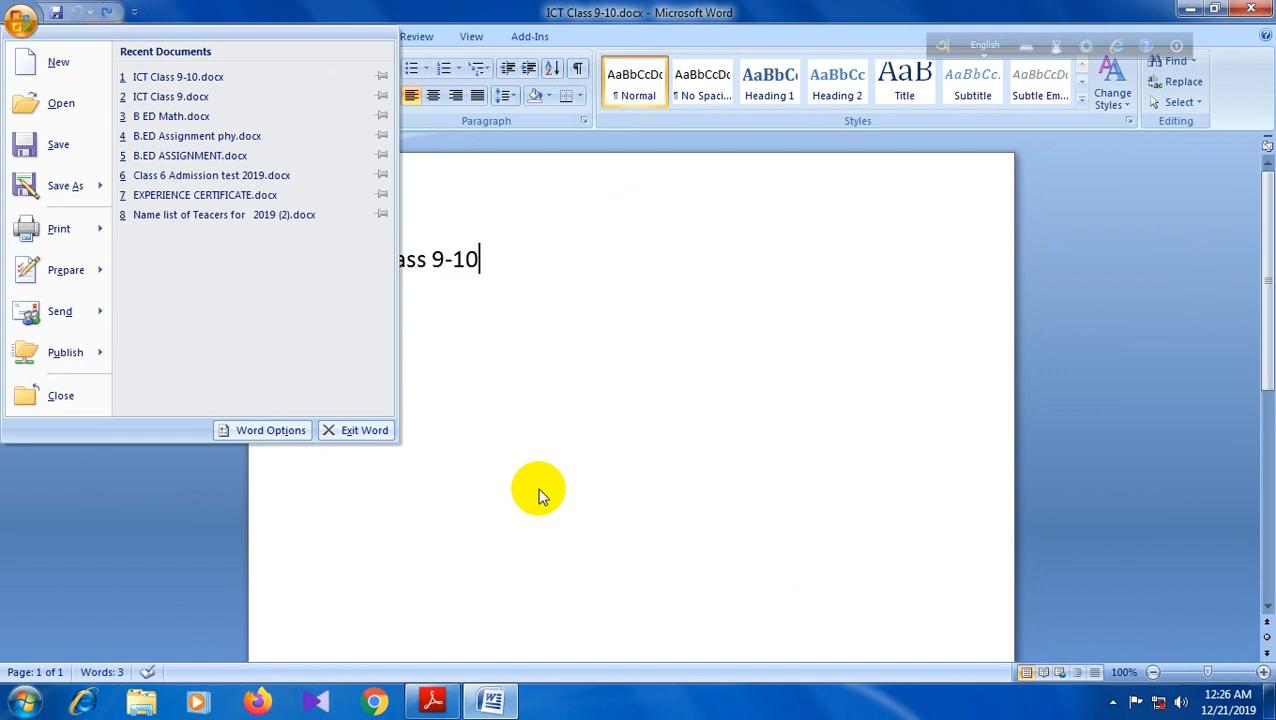 ICT Class 9-10.docx - Microsoft Word
Review View Add-Ins
English
Recent Documents
New
1 ICT Class 9-10.docx
2 ICT Class 9.docx
Open
3 B ED Math.docx
4 B.ED Assignment phy.docx
Save
5 B.ED ASSIGNMENT.docx
6 Class 6 Admission test 2019.docx
Save As
7 EXPERIENCE CERTIFICATE.docx
8 Name list of Teacers for 2019 (2).docx
Print
Prepare
Send
Publish
Close
Word Options
Exit Word
AaBbCcDc AaBbCcDc AaBbC AaBbCc AaB AaBbCc. AaBbCcDc
¶ Normal ¶ No Spaci... Heading 1 Heading 2 Title Subtitle Subtle Em...
Change Styles
Find
Replace
Select
Paragraph Styles Editing
ass 9-10
Page: 1 of 1 Words: 3
100%
12:26 AM
12/21/2019